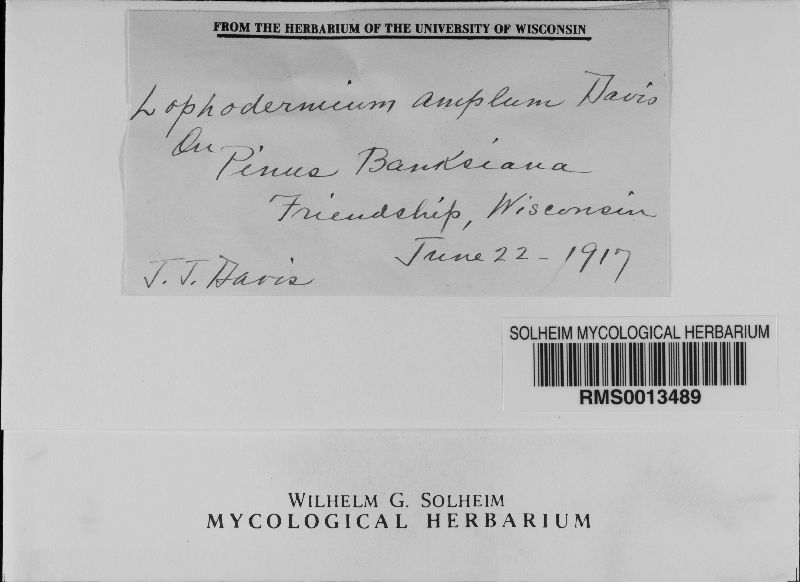 FROM THE HERBARIUM OF THE UNIVERSITY OF WISCONSIN
Lophodermium amplum Davis
On Pinus Banksiana
Friendship, Wisconsin
June 22 - 1917
J. J. Davis
SOLHEIM MYCOLOGICAL HERBARIUM
RMS0013489
WILHELM G. SOLHEIM
MYCOLOGICAL HERBARIUM